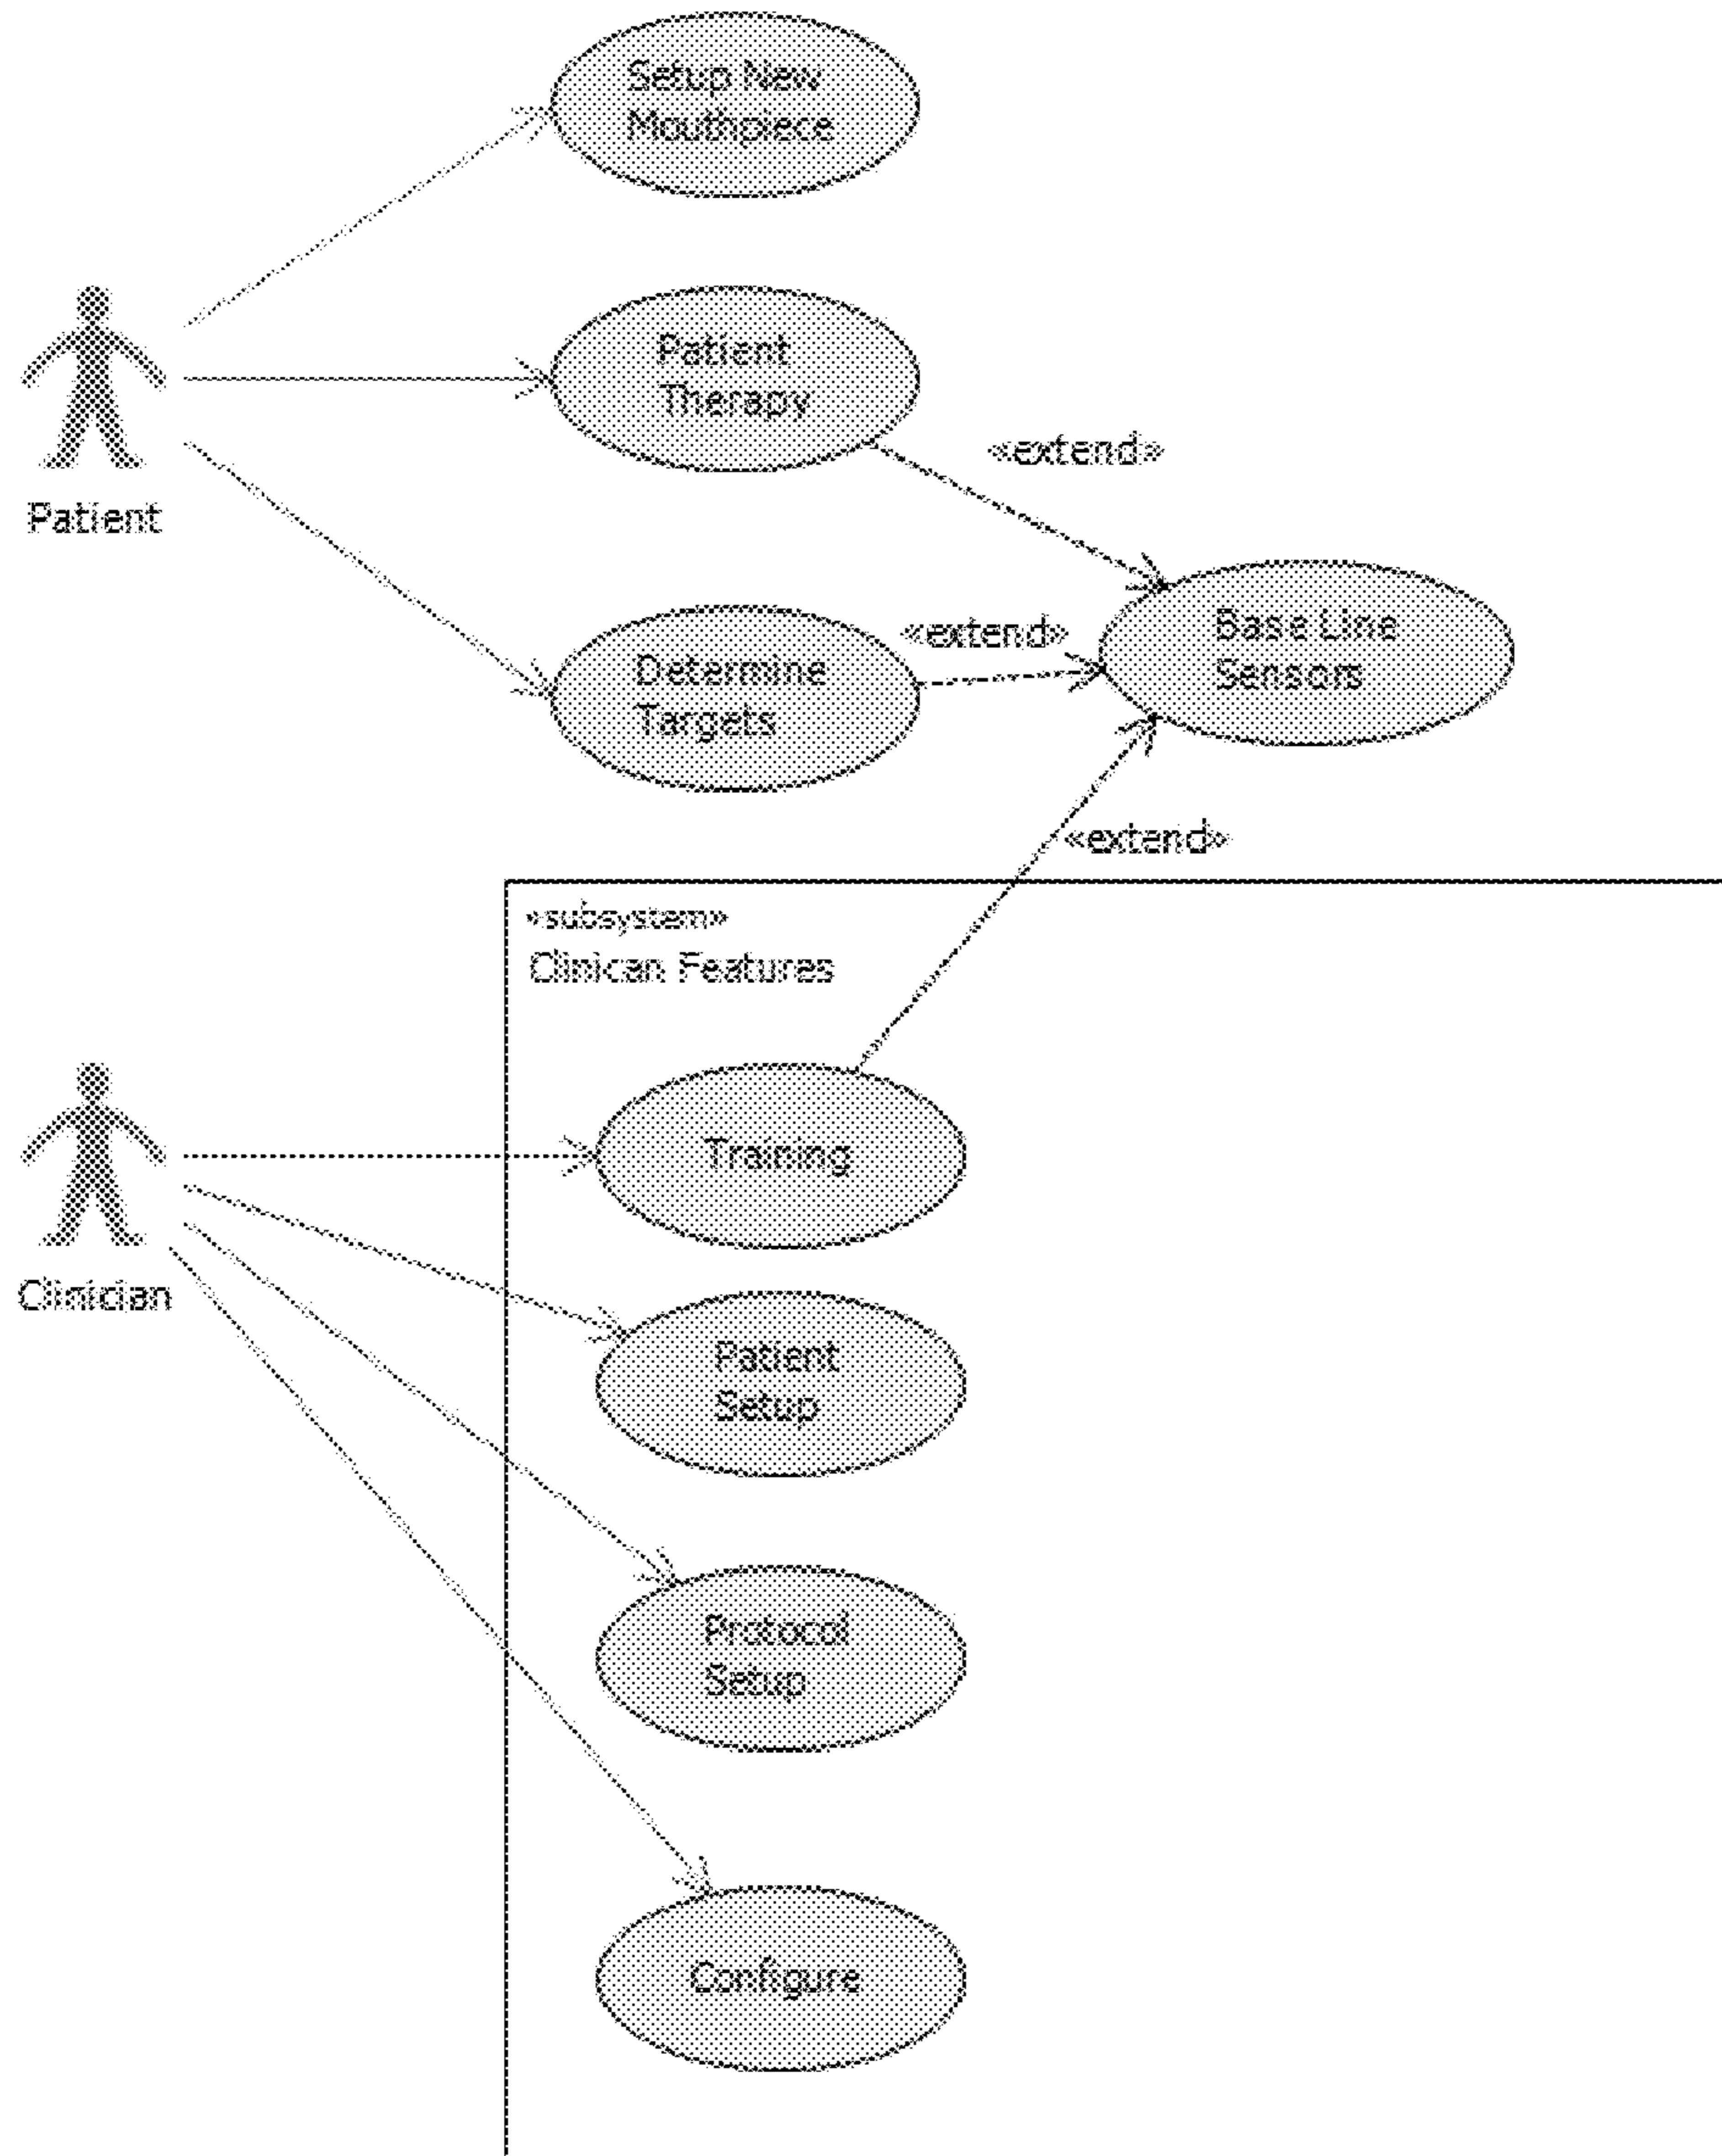 Setup New
Mouthpiece
Patient
Therapy
Patient
«extend»
Base Line
Sensors
«extend»
Determine
Targets
«extend»
«subsystem»
Clinican Features
Training
Clinician
Patient
Setup
Protocol
Setup
Configure